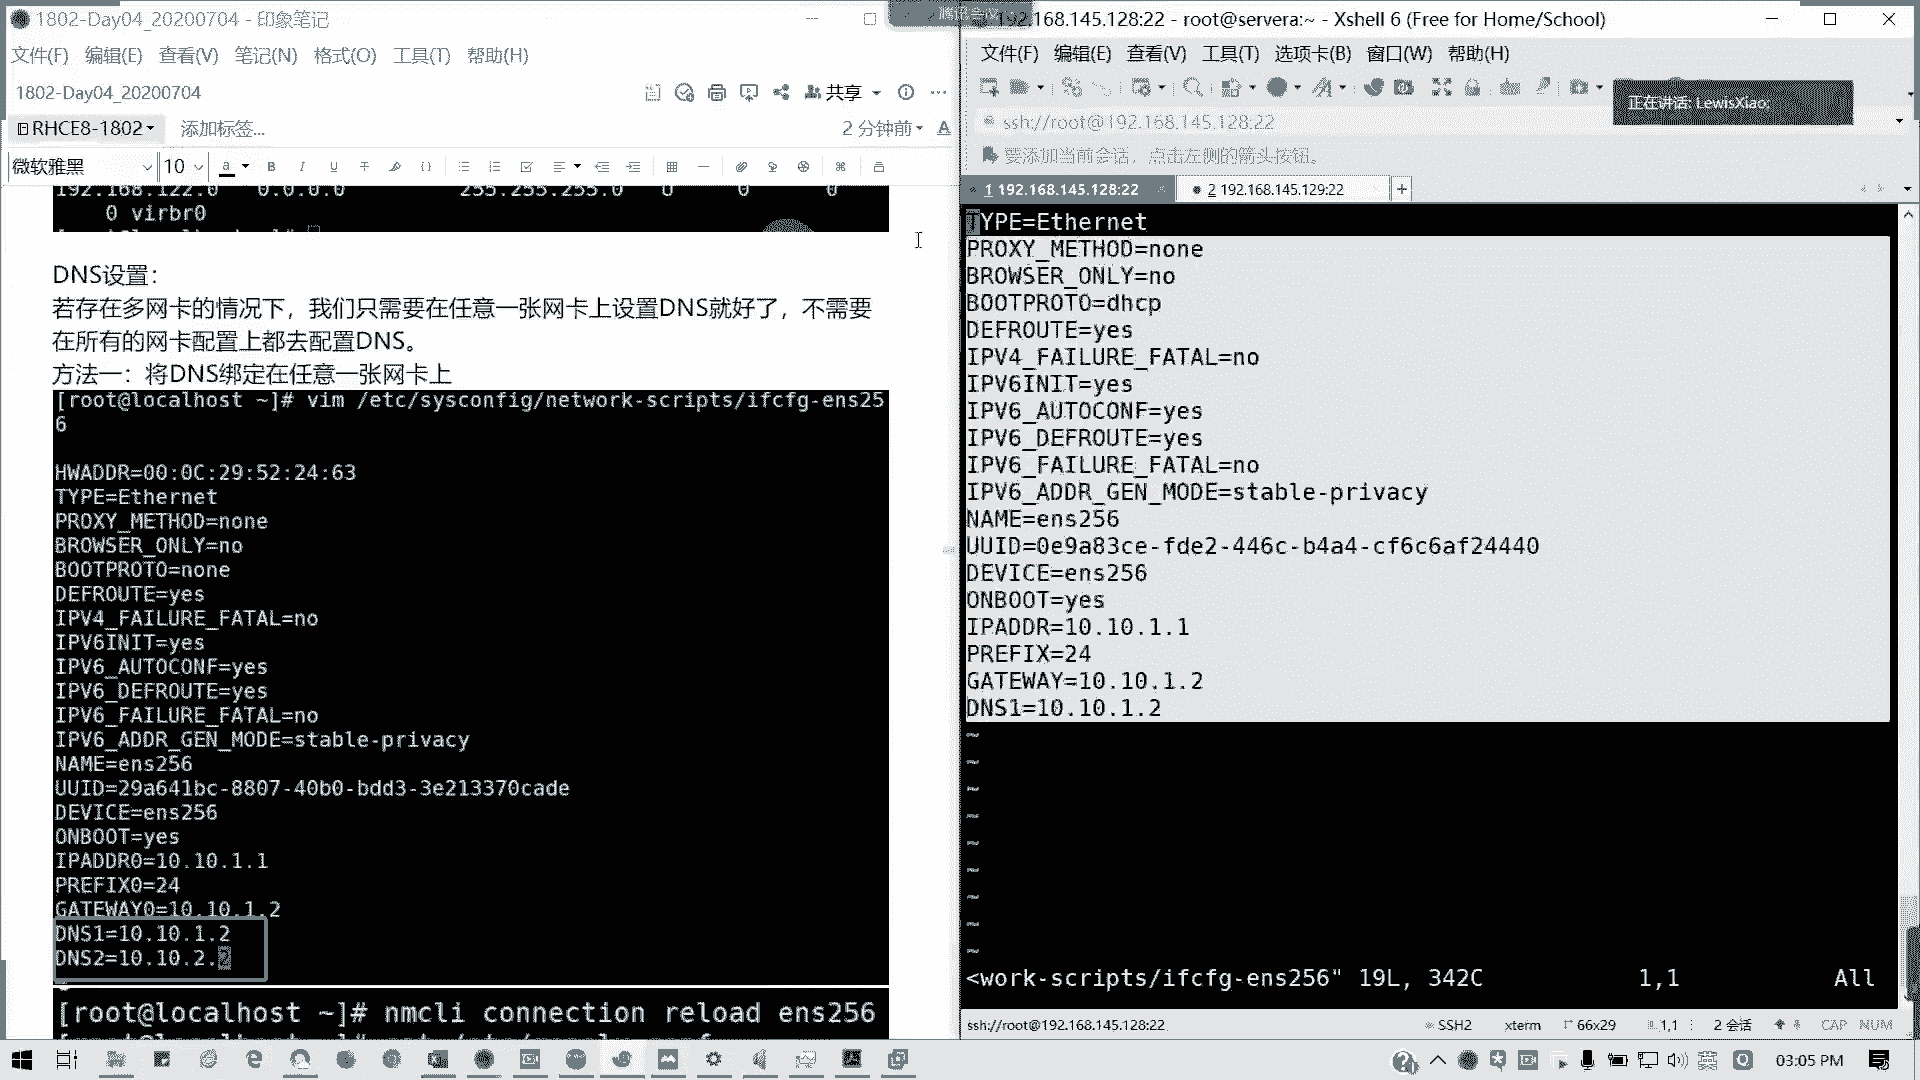 1802-Day04_20200704 - 印象笔记
文件(F) 编辑(E) 查看(V) 笔记(N) 格式(O) 工具(T) 帮助(H)
1802-Day04_20200704
共享
RHCE8-1802 添加标签...
2 分钟前
微软雅黑 10
192.168.122.0 0.0.0.0 255.255.255.0 U 0 0
0 virbr0
DNS设置：
若存在多网卡的情况下，我们只需要在任意一张网卡上设置DNS就好了，不需要
在所有的网卡配置上都去配置DNS。
方法一：将DNS绑定在任意一张网卡上
[root@localhost ~]# vim /etc/sysconfig/network-scripts/ifcfg-ens25
6
HWADDR=00:0C:29:52:24:63
TYPE=Ethernet
PROXY_METHOD=none
BROWSER_ONLY=no
BOOTPROTO=none
DEFROUTE=yes
IPV4_FAILURE_FATAL=no
IPV6INIT=yes
IPV6_AUTOCONF=yes
IPV6_DEFROUTE=yes
IPV6_FAILURE_FATAL=no
IPV6_ADDR_GEN_MODE=stable-privacy
NAME=ens256
UUID=29a641bc-8807-40b0-bdd3-3e213370cade
DEVICE=ens256
ONBOOT=yes
IPADDR0=10.10.1.1
PREFIX0=24
GATEWAY0=10.10.1.2
DNS1=10.10.1.2
DNS2=10.10.2.
[root@localhost ~]# nmcli connection reload ens256
腾讯会议
192.168.145.128:22 - root@servera:~ - Xshell 6 (Free for Home/School)
文件(F) 编辑(E) 查看(V) 工具(T) 选项卡(B) 窗口(W) 帮助(H)
正在讲话: LewisXiao;
ssh://root@192.168.145.128:22
要添加当前会话，点击左侧的箭头按钮。
1 192.168.145.128:22 2 192.168.145.129:22
TYPE=Ethernet
PROXY_METHOD=none
BROWSER_ONLY=no
BOOTPROTO=dhcp
DEFROUTE=yes
IPV4_FAILURE_FATAL=no
IPV6INIT=yes
IPV6_AUTOCONF=yes
IPV6_DEFROUTE=yes
IPV6_FAILURE_FATAL=no
IPV6_ADDR_GEN_MODE=stable-privacy
NAME=ens256
UUID=0e9a83ce-fde2-446c-b4a4-cf6c6af24440
DEVICE=ens256
ONBOOT=yes
IPADDR=10.10.1.1
PREFIX=24
GATEWAY=10.10.1.2
DNS1=10.10.1.2
~
~
~
~
~
~
~
~
~
<work-scripts/ifcfg-ens256" 19L, 342C 1,1 All
ssh://root@192.168.145.128:22 SSH2 xterm 66x29 1,1 2 会话 CAP NUM
英 03:05 PM